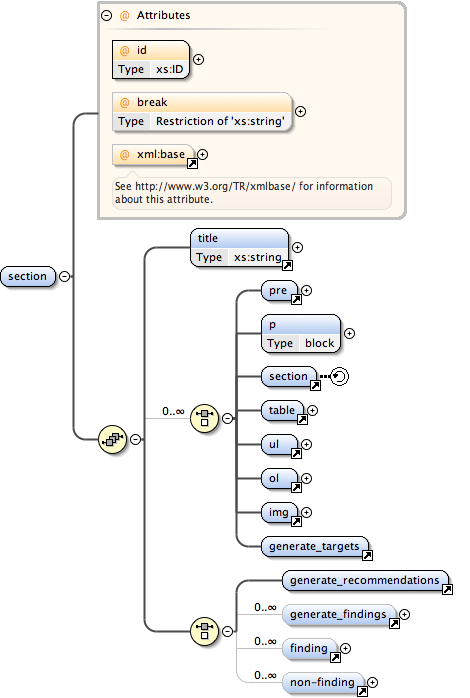 @ Attributes
@ id
Type xs:ID
@ break
Type Restriction of 'xs:string'
@ xml:base
See http://www.w3.org/TR/xmlbase/ for information
about this attribute.
section
title
Type xs:string
0..∞
pre
p
Type block
section
table
ul
ol
img
generate_targets
generate_recommendations
0..∞ generate_findings
0..∞ finding
0..∞ non-finding